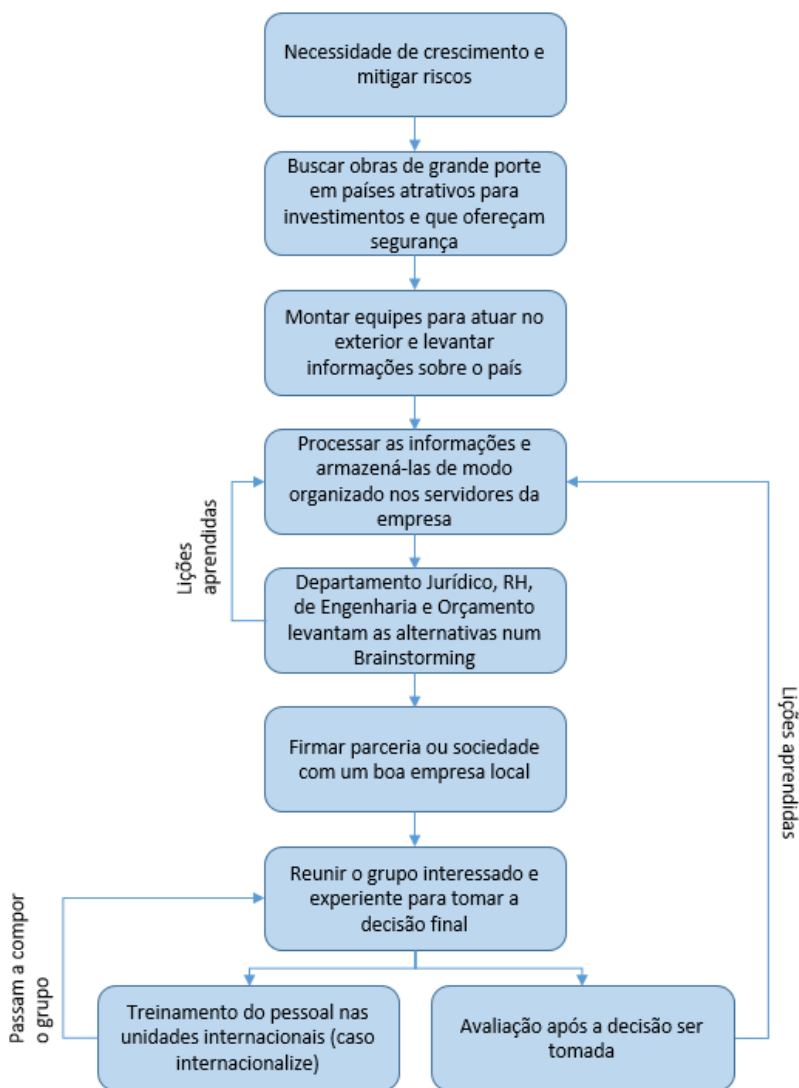 Necessidade de crescimento e
mitigar riscos
Buscar obras de grande porte
em países atrativos para
investimentos e que ofereçam
segurança
Montar equipes para atuar no
exterior e levantar
informações sobre o país
Processar as informações e
armazená-las de modo
organizado nos servidores da
empresa
Lições
aprendidas
Departamento Jurídico, RH,
de Engenharia e Orçamento
levantam as alternativas num
Brainstorming
Firmar parceria ou sociedade
com um boa empresa local
Lições aprendidas
Reunir o grupo interessado e
experiente para tomar a
decisão final
Passam a compor
o grupo
Treinamento do pessoal nas
unidades internacionais (caso
internacionalize)
Avaliação após a decisão ser
tomada